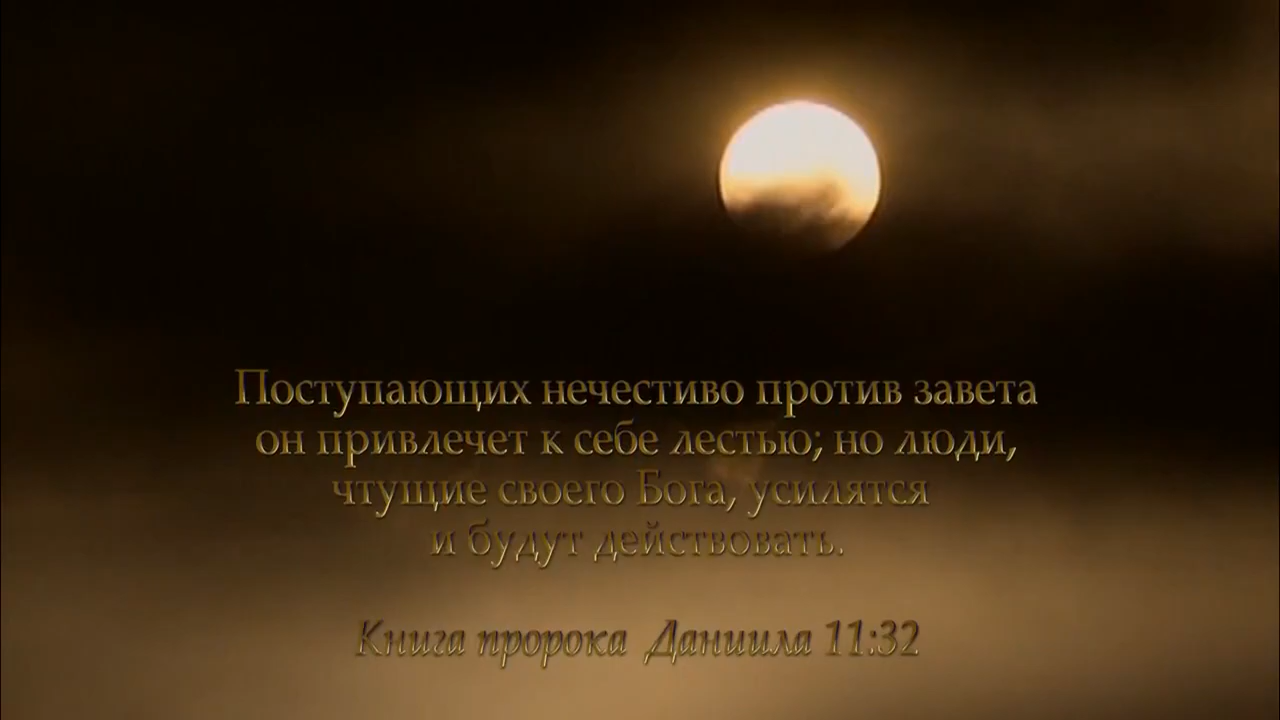 Поступающих нечестиво против завета
он привлечет к себе лестью; но люди,
чтущие своего Бога, усилятся
и будут действовать.
Книга пророка Даниила 11:32